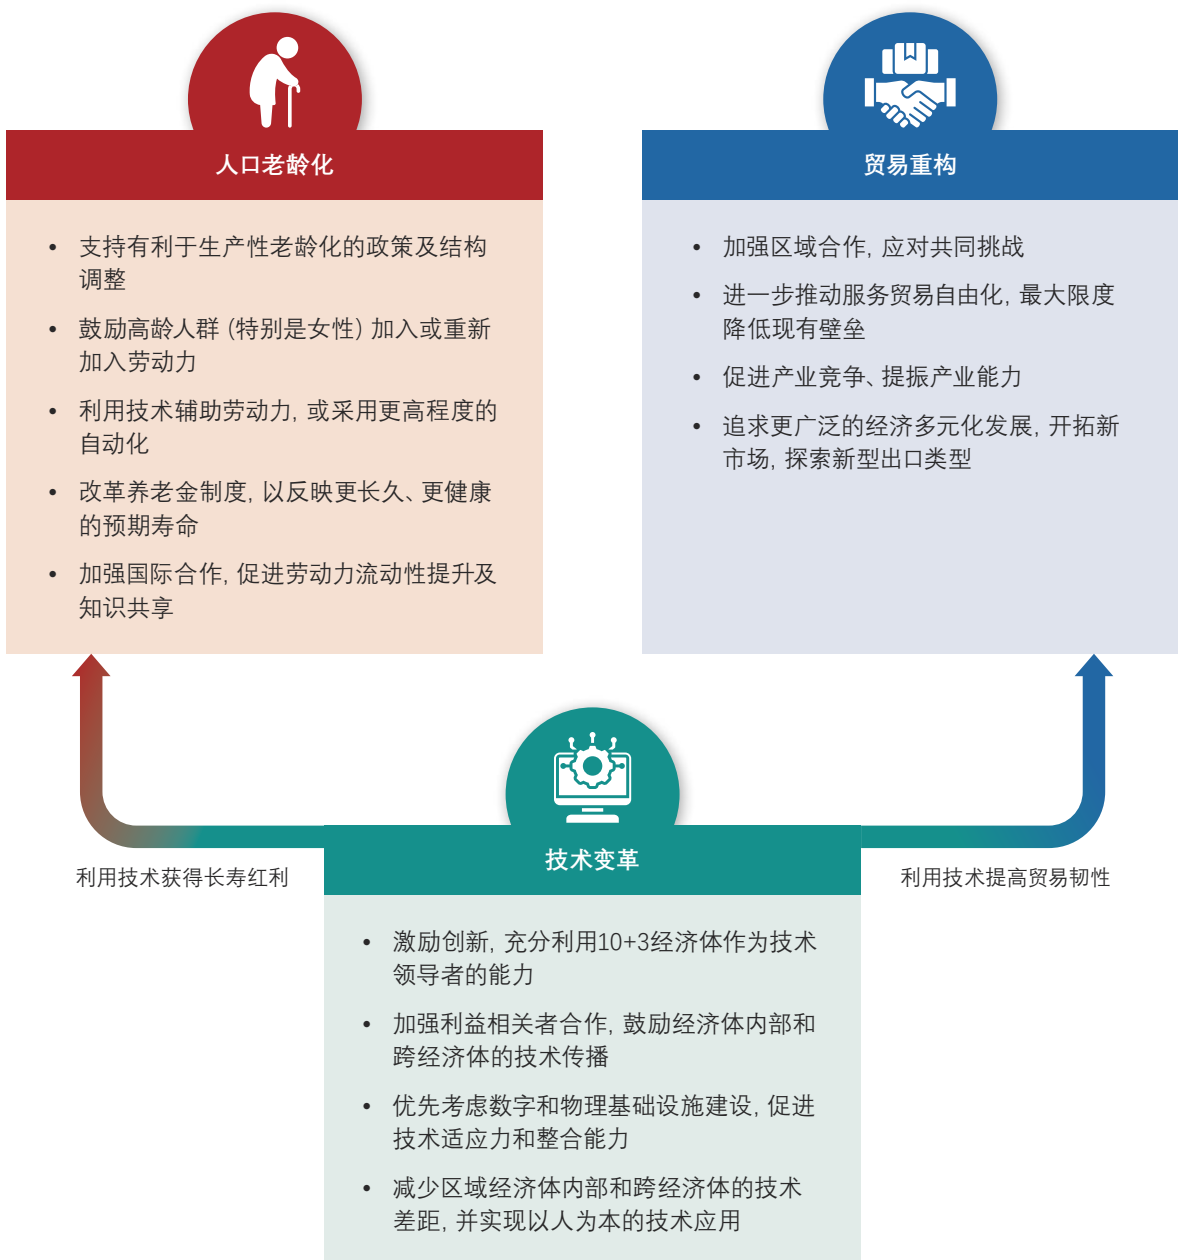 人口老龄化
• 支持有利于生产性老龄化的政策及结构
调整
• 鼓励高龄人群 (特别是女性) 加入或重新
加入劳动力
• 利用技术辅助劳动力, 或采用更高程度的
自动化
• 改革养老金制度, 以反映更长久、更健康
的预期寿命
• 加强国际合作, 促进劳动力流动性提升及
知识共享
贸易重构
• 加强区域合作, 应对共同挑战
• 进一步推动服务贸易自由化, 最大限度
降低现有壁垒
• 促进产业竞争、提振产业能力
• 追求更广泛的经济多元化发展, 开拓新
市场, 探索新型出口类型
利用技术获得长寿红利
利用技术提高贸易韧性
技术变革
• 激励创新, 充分利用10+3经济体作为技术
领导者的能力
• 加强利益相关者合作, 鼓励经济体内部和
跨经济体的技术传播
• 优先考虑数字和物理基础设施建设, 促进
技术适应力和整合能力
• 减少区域经济体内部和跨经济体的技术
差距, 并实现以人为本的技术应用